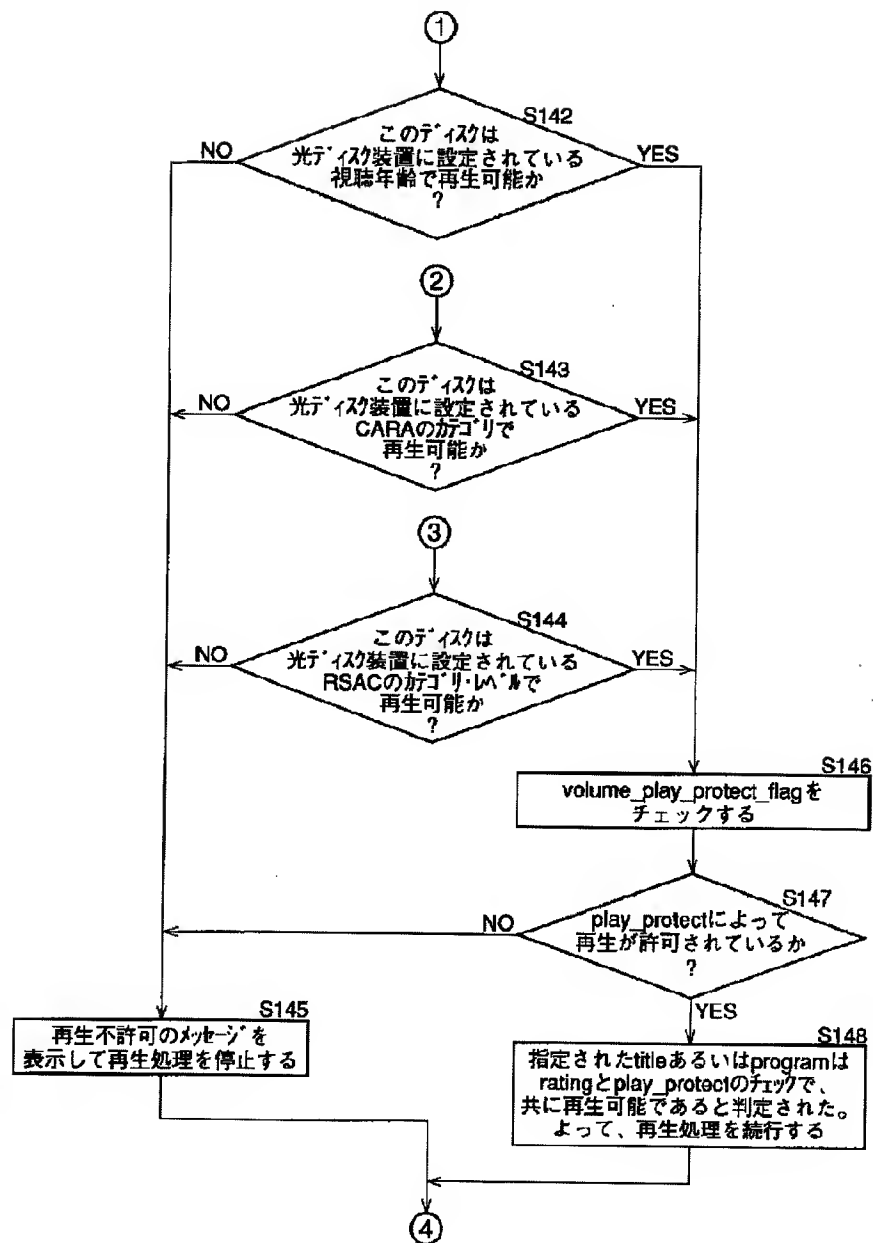 ①
S142
このディスクは
光ディスク装置に設定されている
視聴年齢で再生可能か
?
NO
YES
②
S143
このディスクは
光ディスク装置に設定されている
CARAのカテゴリで
再生可能か
?
NO
YES
③
S144
このディスクは
光ディスク装置に設定されている
RSACのカテゴリ・レベルで
再生可能か
?
NO
YES
S146
volume_play_protect_flagを
チェックする
S147
play_protectによって
再生が許可されているか
?
NO
YES
S145
再生不許可のメッセージを
表示して再生処理を停止する
S148
指定されたtitleあるいはprogramは
ratingとplay_protectのチェックで、
共に再生可能であると判定された。
よって、再生処理を続行する
④